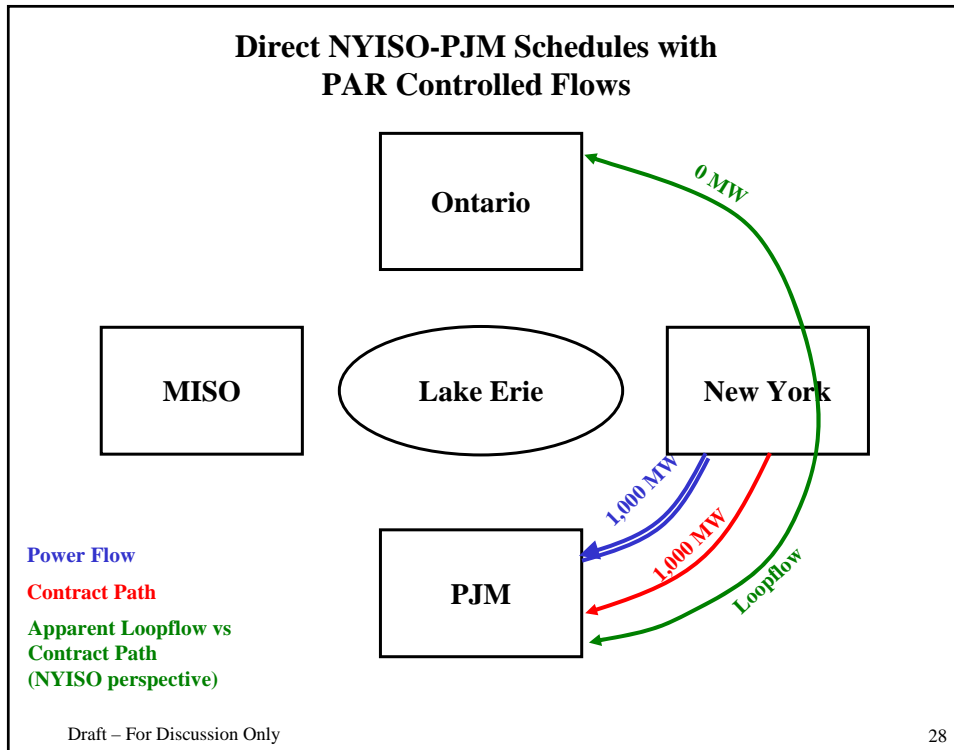 Direct NYISO-PJM Schedules with
PAR Controlled Flows
Ontario
0 MW
MISO
Lake Erie
New York
1,000 MW
1,000 MW
Loopflow
PJM
Power Flow
Contract Path
Apparent Loopflow vs
Contract Path
(NYISO perspective)
Draft – For Discussion Only
28